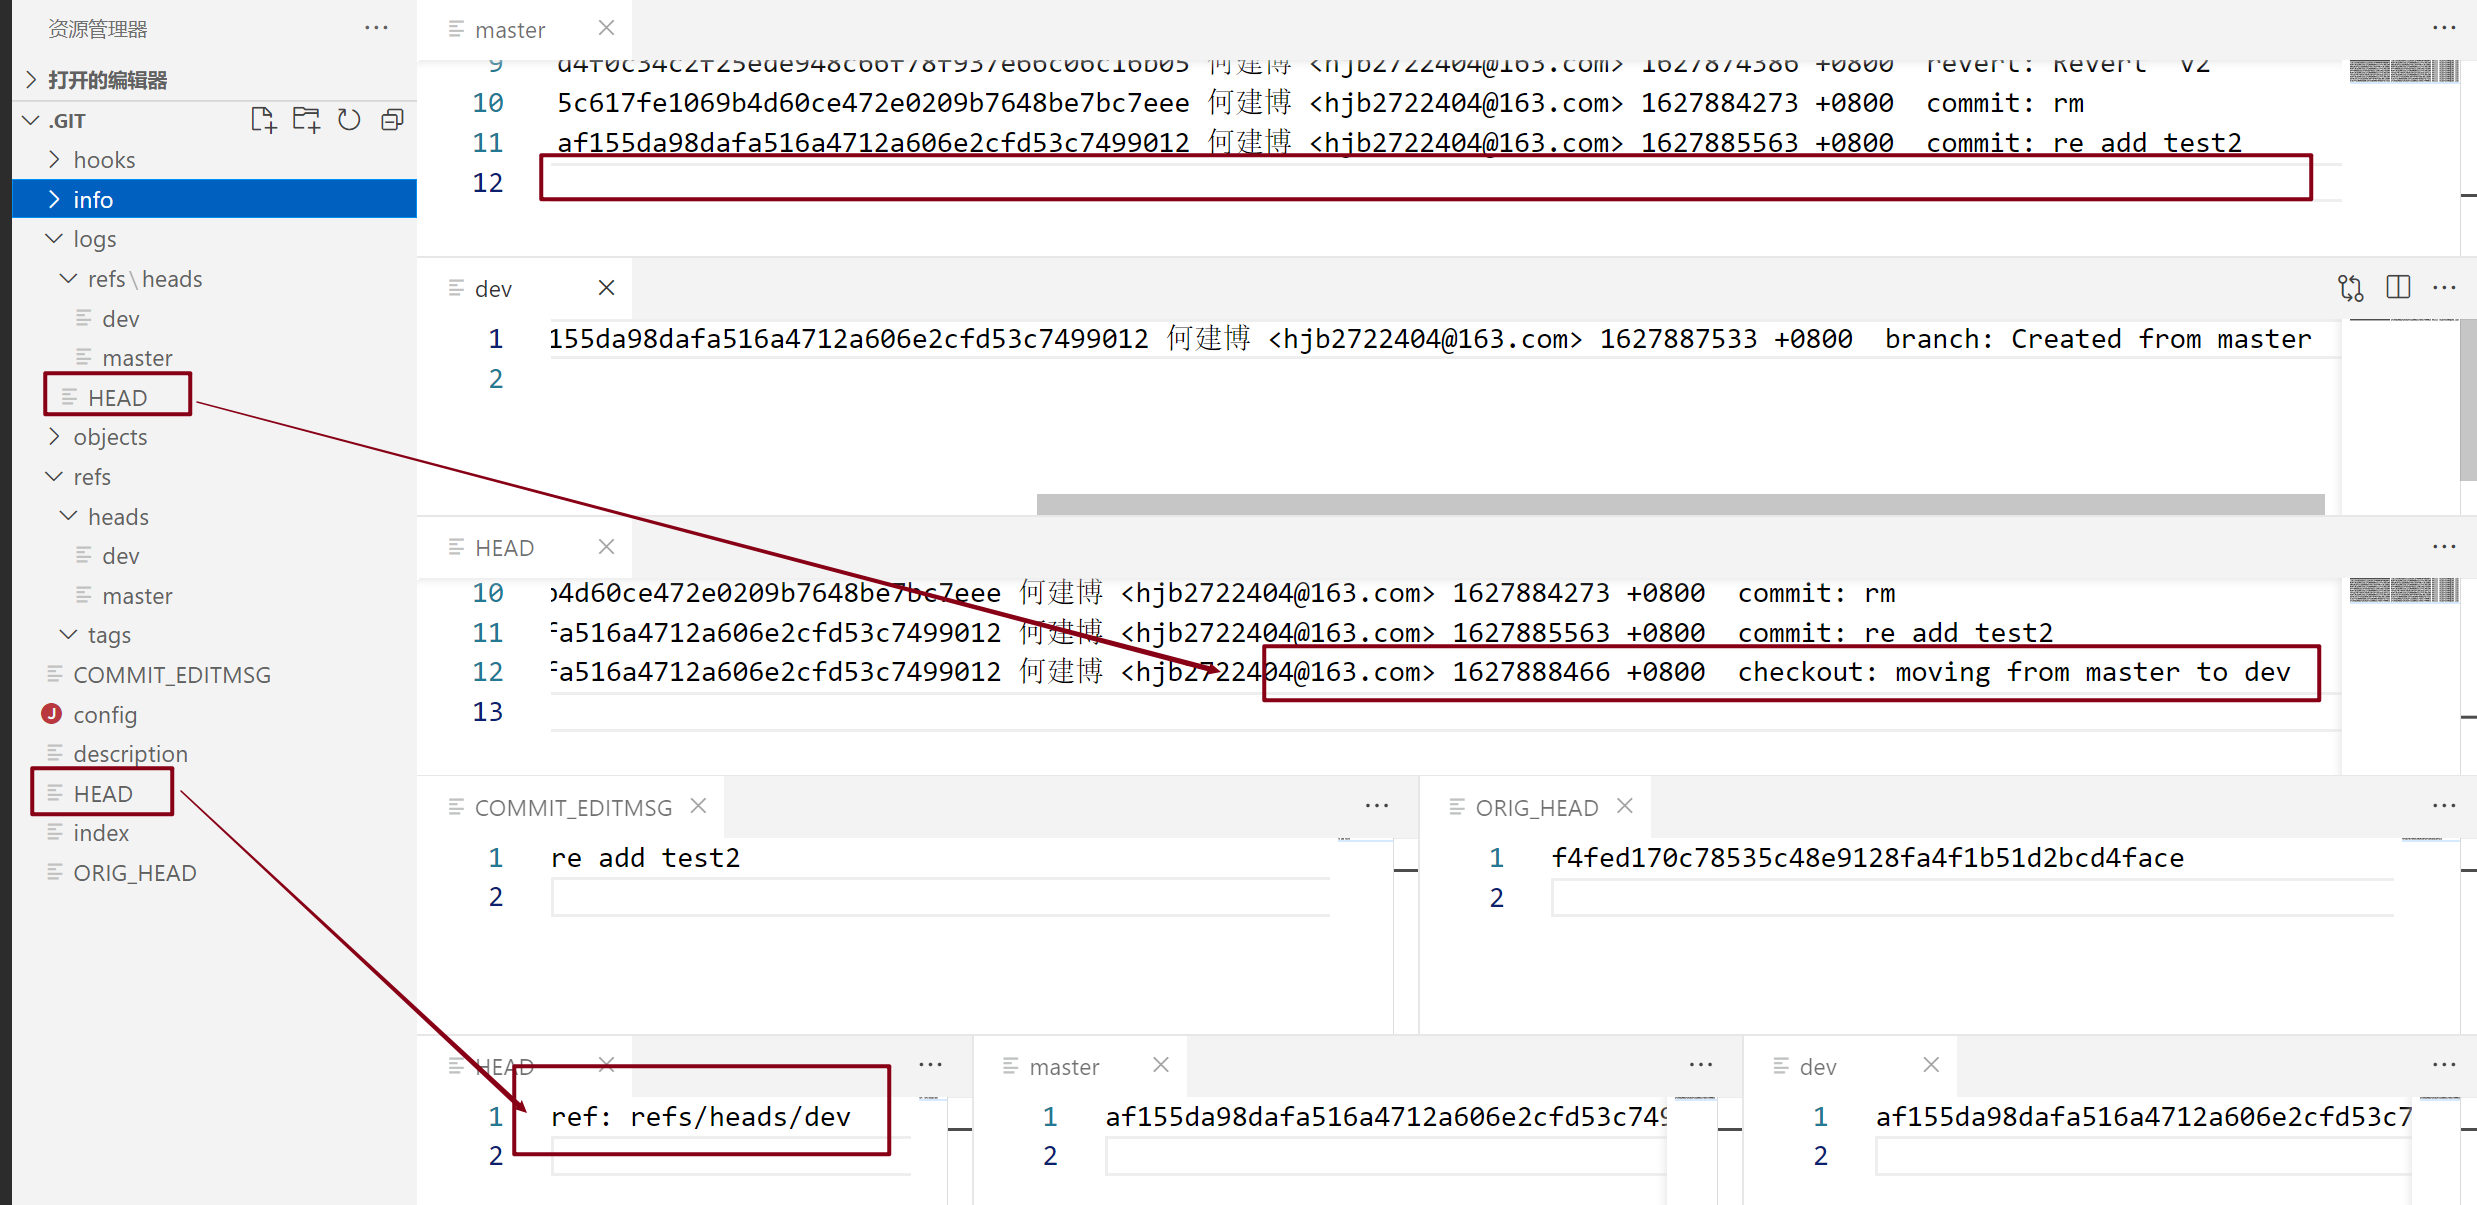 资源管理器
打开的编辑器
.GIT
hooks
info
logs
refs\heads
dev
master
HEAD
objects
refs
heads
dev
master
tags
COMMIT_EDITMSG
config
description
HEAD
index
ORIG_HEAD
master
9 d4f0c34c2f25ede948c66f78f937e66c06c16b05 何建博 <hjb2722404@163.com> 1627874386 +0800 revert: Revert "v2
10 5c617fe1069b4d60ce472e0209b7648be7bc7eee 何建博 <hjb2722404@163.com> 1627884273 +0800 commit: rm
11 af155da98dafa516a4712a606e2cfd53c7499012 何建博 <hjb2722404@163.com> 1627885563 +0800 commit: re add test2
12
dev
1 155da98dafa516a4712a606e2cfd53c7499012 何建博 <hjb2722404@163.com> 1627887533 +0800 branch: Created from master
2
HEAD
10 b4d60ce472e0209b7648be7bc7eee 何建博 <hjb2722404@163.com> 1627884273 +0800 commit: rm
11 fa516a4712a606e2cfd53c7499012 何建博 <hjb2722404@163.com> 1627885563 +0800 commit: re add test2
12 fa516a4712a606e2cfd53c7499012 何建博 <hjb2722404@163.com> 1627888466 +0800 checkout: moving from master to dev
13
COMMIT_EDITMSG
1 re add test2
2
ORIG_HEAD
1 f4fed170c78535c48e9128fa4f1b51d2bcd4face
2
HEAD
1 ref: refs/heads/dev
2
master
1 af155da98dafa516a4712a606e2cfd53c749
2
dev
1 af155da98dafa516a4712a606e2cfd53c7
2